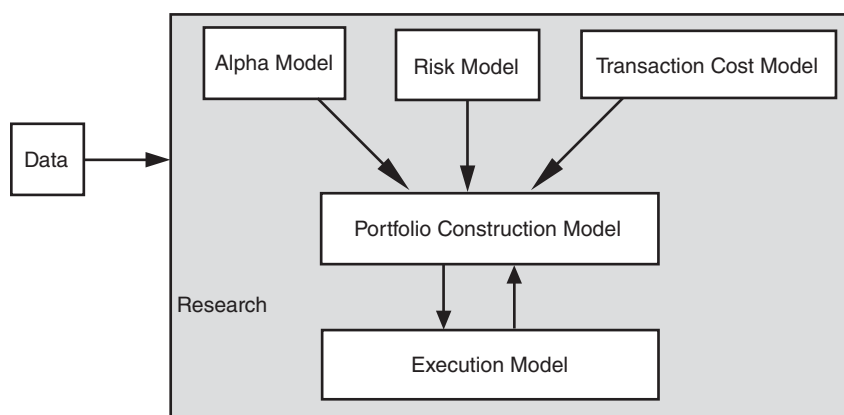 Alpha Model
Risk Model
Transaction Cost Model
Data
Portfolio Construction Model
Research
Execution Model